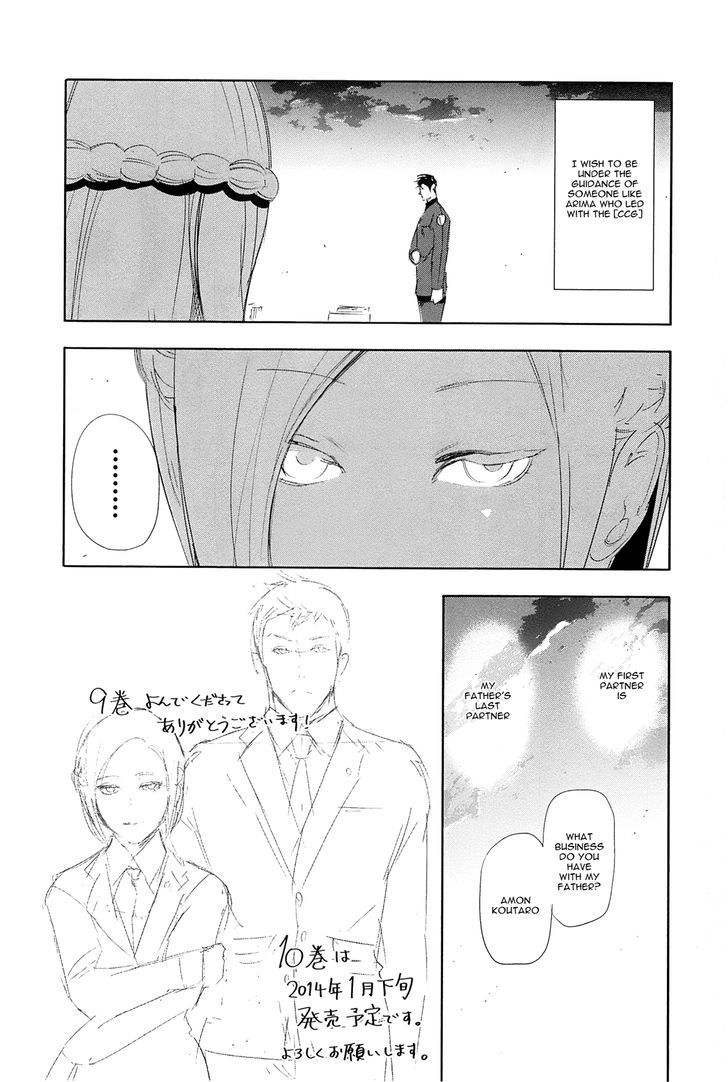 I WISH TO BE
UNDER THE
GUIDANCE OF
SOMEONE LIKE
ARIMA WHO LED
WITH THE [CCG]
・・・・・・・・
MY FIRST
PARTNER
IS
MY
FATHER'S
LAST
PARTNER
WHAT
BUSINESS
DO YOU
HAVE
WITH MY
FATHER?
AMON
KOUTARO
9巻 よんでくださって
ありがとうございます!
10巻は
2014年1月下旬
発売予定です。
よろしくお願いします。